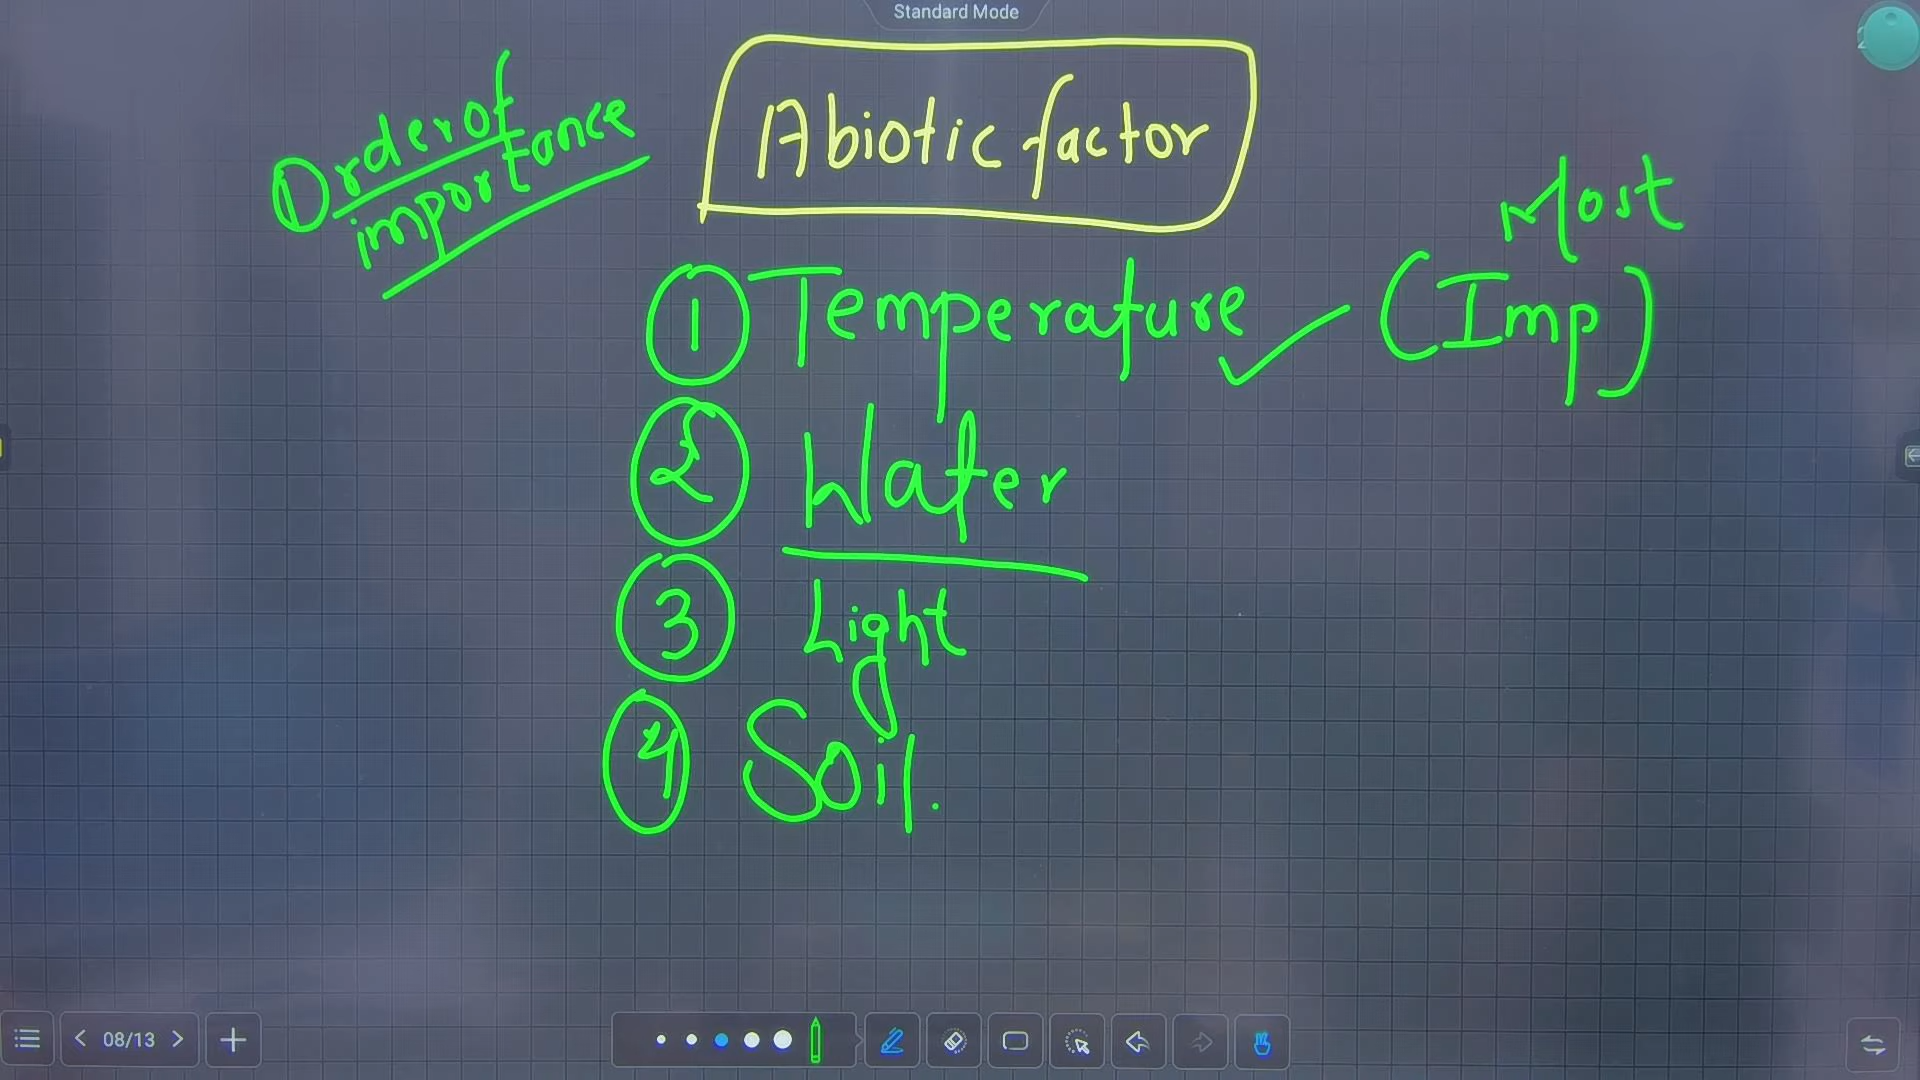 Standard Mode
Abiotic factor
Order of
importance
Most
① Temperature ✓ (Imp)
② Water
③ Light
④ Soil.
08/13